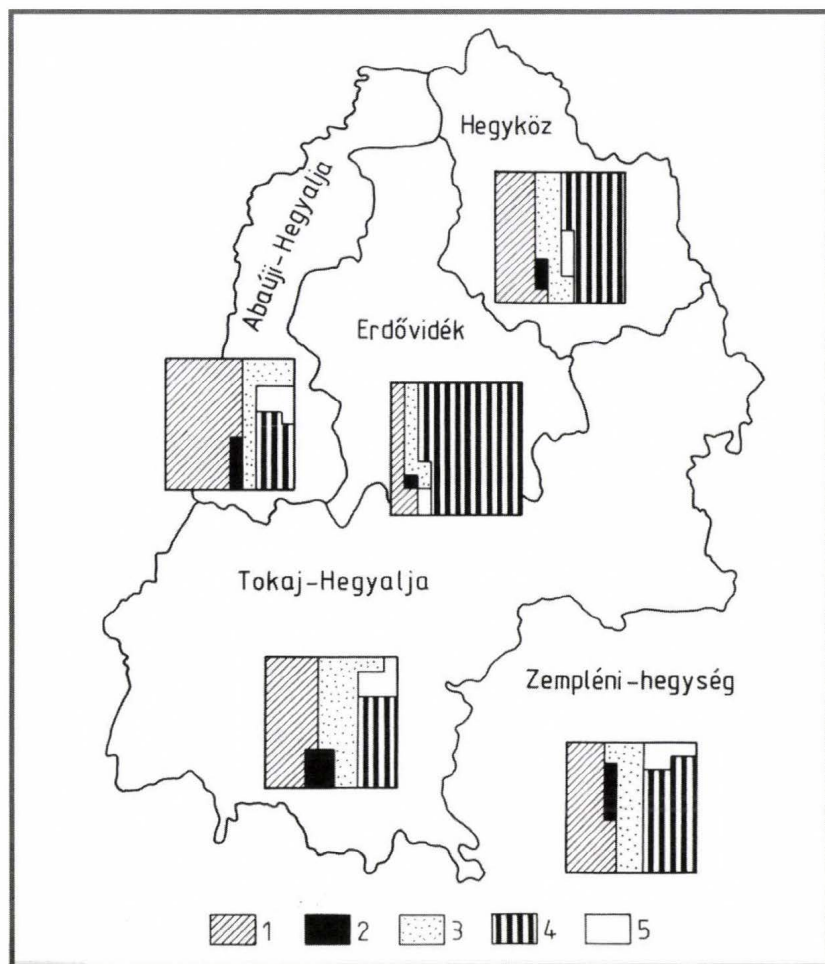 Hegyköz
Abaúji-Hegyalja
Erdővidék
Tokaj-Hegyalja
Zempléni-hegység
1 2 3 4 5